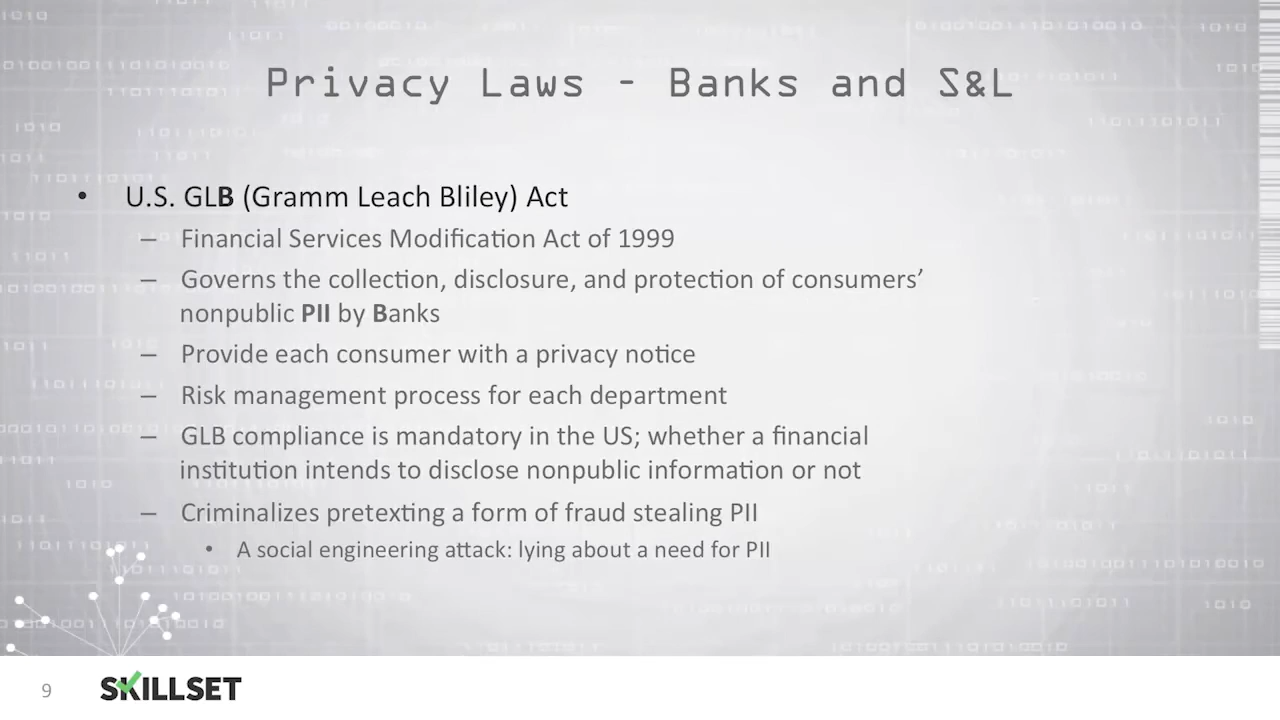 Privacy Laws - Banks and S&L
• U.S. GLB (Gramm Leach Bliley) Act
– Financial Services Modification Act of 1999
– Governs the collection, disclosure, and protection of consumers’
nonpublic PII by Banks
– Provide each consumer with a privacy notice
– Risk management process for each department
– GLB compliance is mandatory in the US; whether a financial
institution intends to disclose nonpublic information or not
– Criminalizes pretexting a form of fraud stealing PII
• A social engineering attack: lying about a need for PII
9
SKILLSET